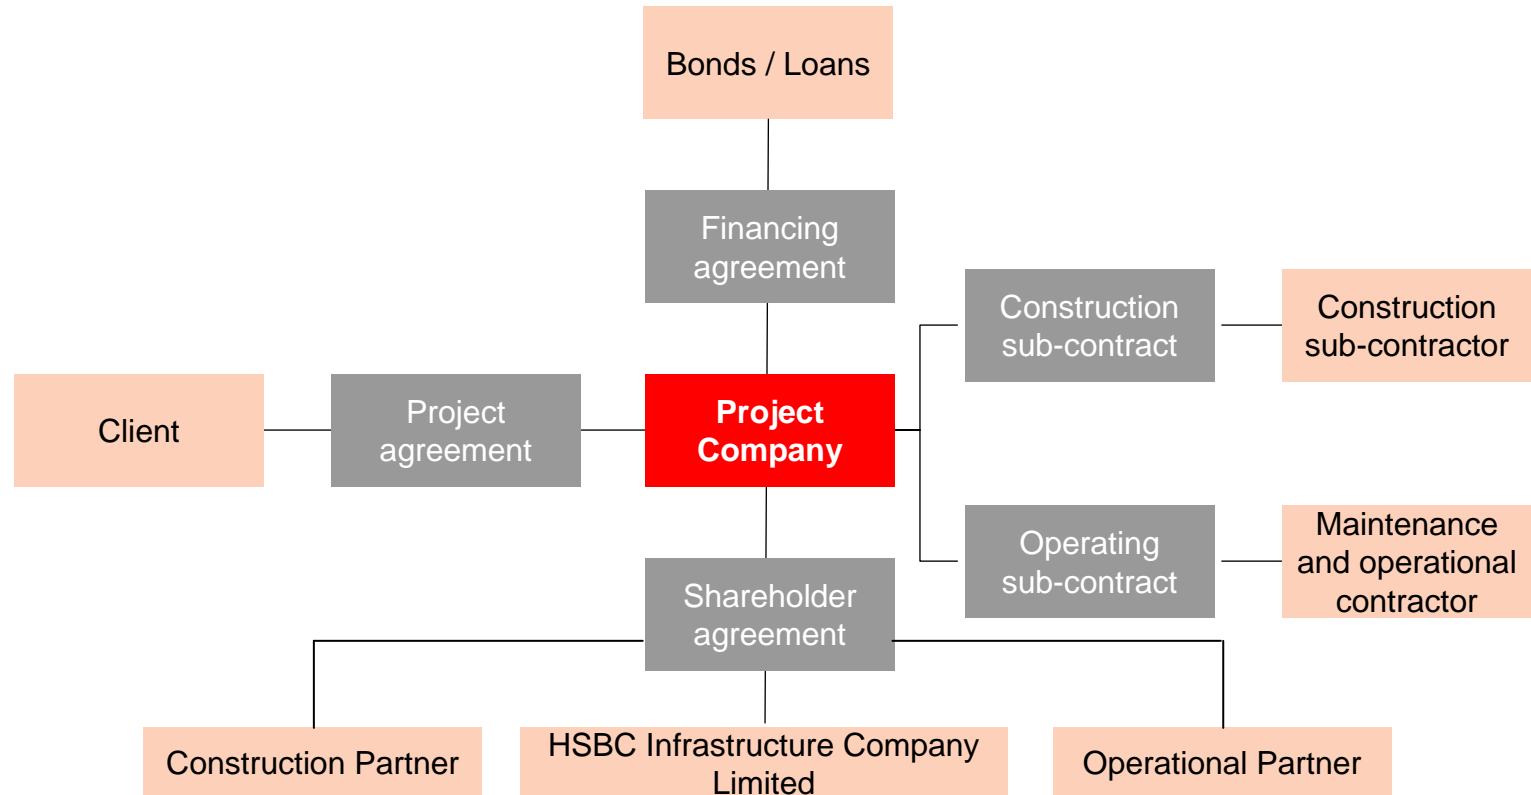 Bonds / Loans
Financing
agreement
Construction
sub-contract
Construction
sub-contractor
Client
Project
agreement
Project
Company
Operating
sub-contract
Maintenance
and operational
contractor
Shareholder
agreement
Construction Partner
HSBC Infrastructure Company
Limited
Operational Partner